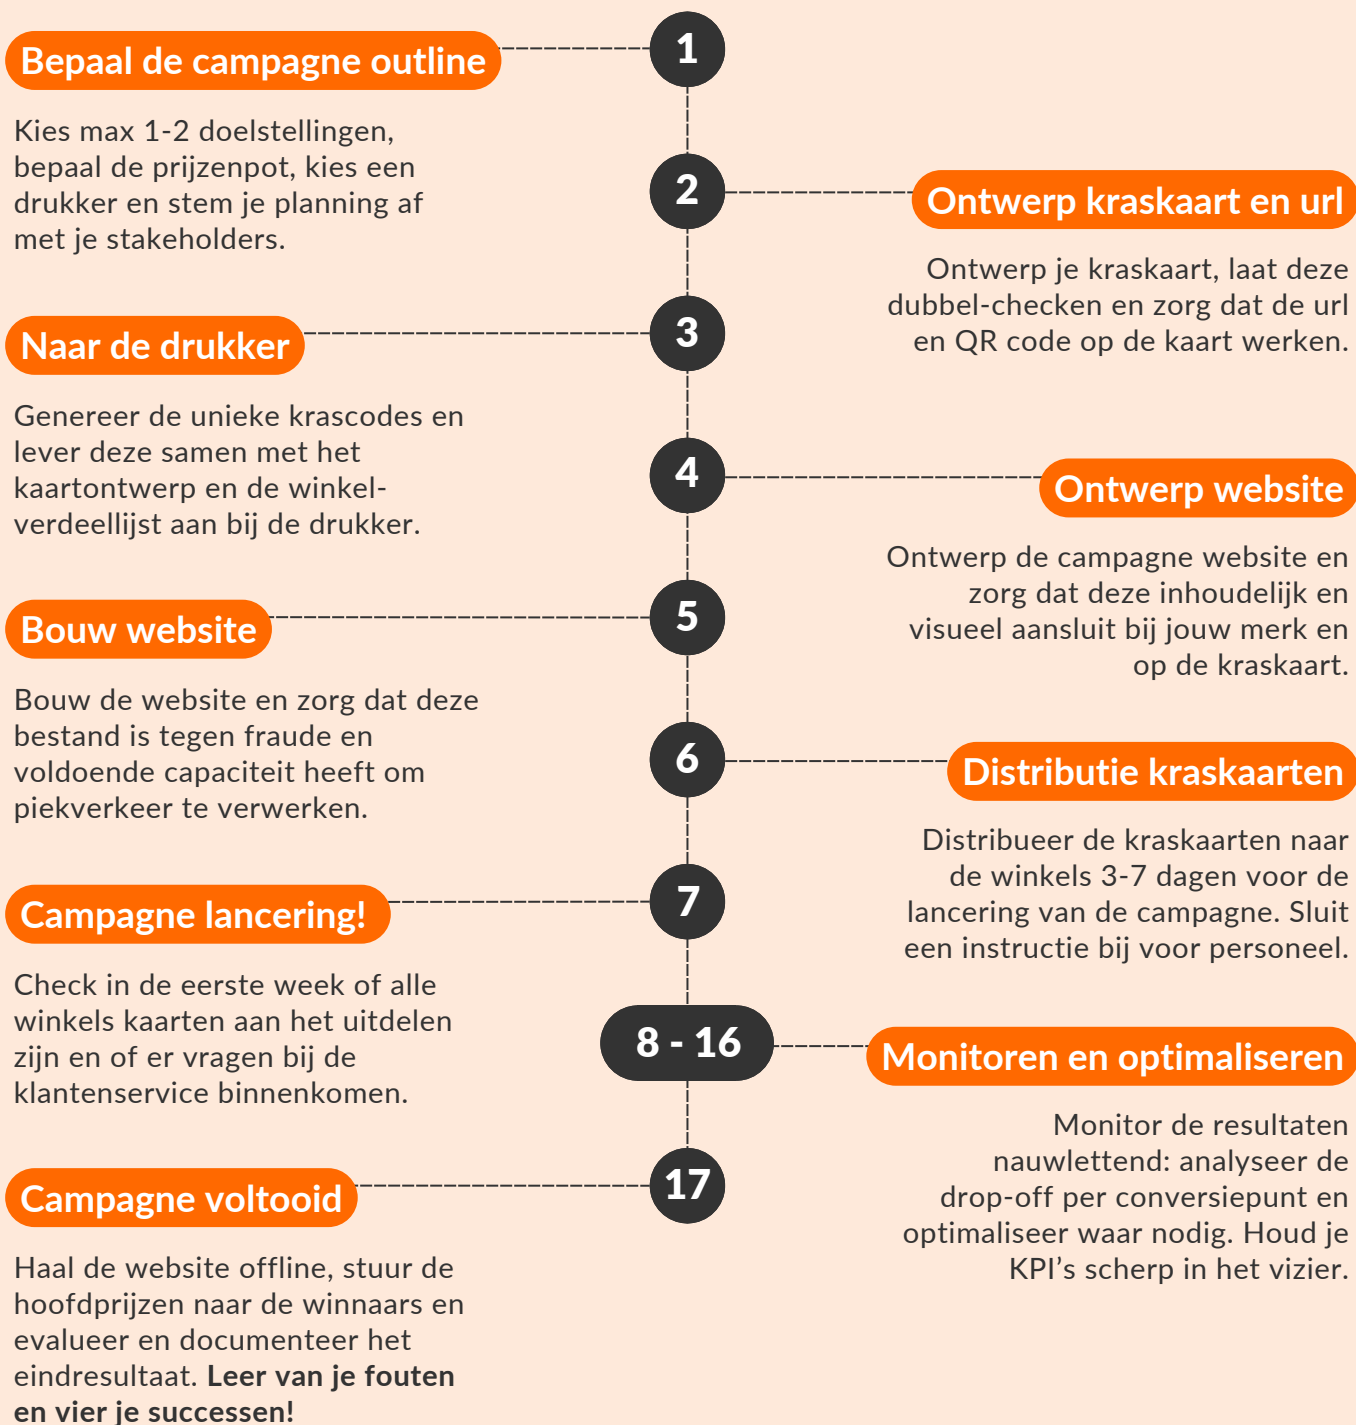 1
Bepaal de campagne outline
Kies max 1-2 doelstellingen,
bepaal de prijzenpot, kies een
drukker en stem je planning af
met je stakeholders.
2
Ontwerp kraskaart en url
Ontwerp je kraskaart, laat deze
dubbel-checken en zorg dat de url
en QR code op de kaart werken.
3
Naar de drukker
Genereer de unieke krascodes en
lever deze samen met het
kaartontwerp en de winkel-
verdeellijst aan bij de drukker.
4
Ontwerp website
Ontwerp de campagne website en
zorg dat deze inhoudelijk en
visueel aansluit bij jouw merk en
op de kraskaart.
5
Bouw website
Bouw de website en zorg dat deze
bestand is tegen fraude en
voldoende capaciteit heeft om
piekverkeer te verwerken.
6
Distributie kraskaarten
Distribueer de kraskaarten naar
de winkels 3-7 dagen voor de
lancering van de campagne. Sluit
een instructie bij voor personeel.
7
Campagne lancering!
Check in de eerste week of alle
winkels kaarten aan het uitdelen
zijn en of er vragen bij de
klantenservice binnenkomen.
8 - 16
Monitoren en optimaliseren
Monitor de resultaten
nauwlettend: analyseer de
drop-off per conversiepunt en
optimaliseer waar nodig. Houd je
KPI's scherp in het vizier.
17
Campagne voltooid
Haal de website offline, stuur de
hoofdprijzen naar de winnaars en
evalueer en documenteer het
eindresultaat. Leer van je fouten
en vier je successen!